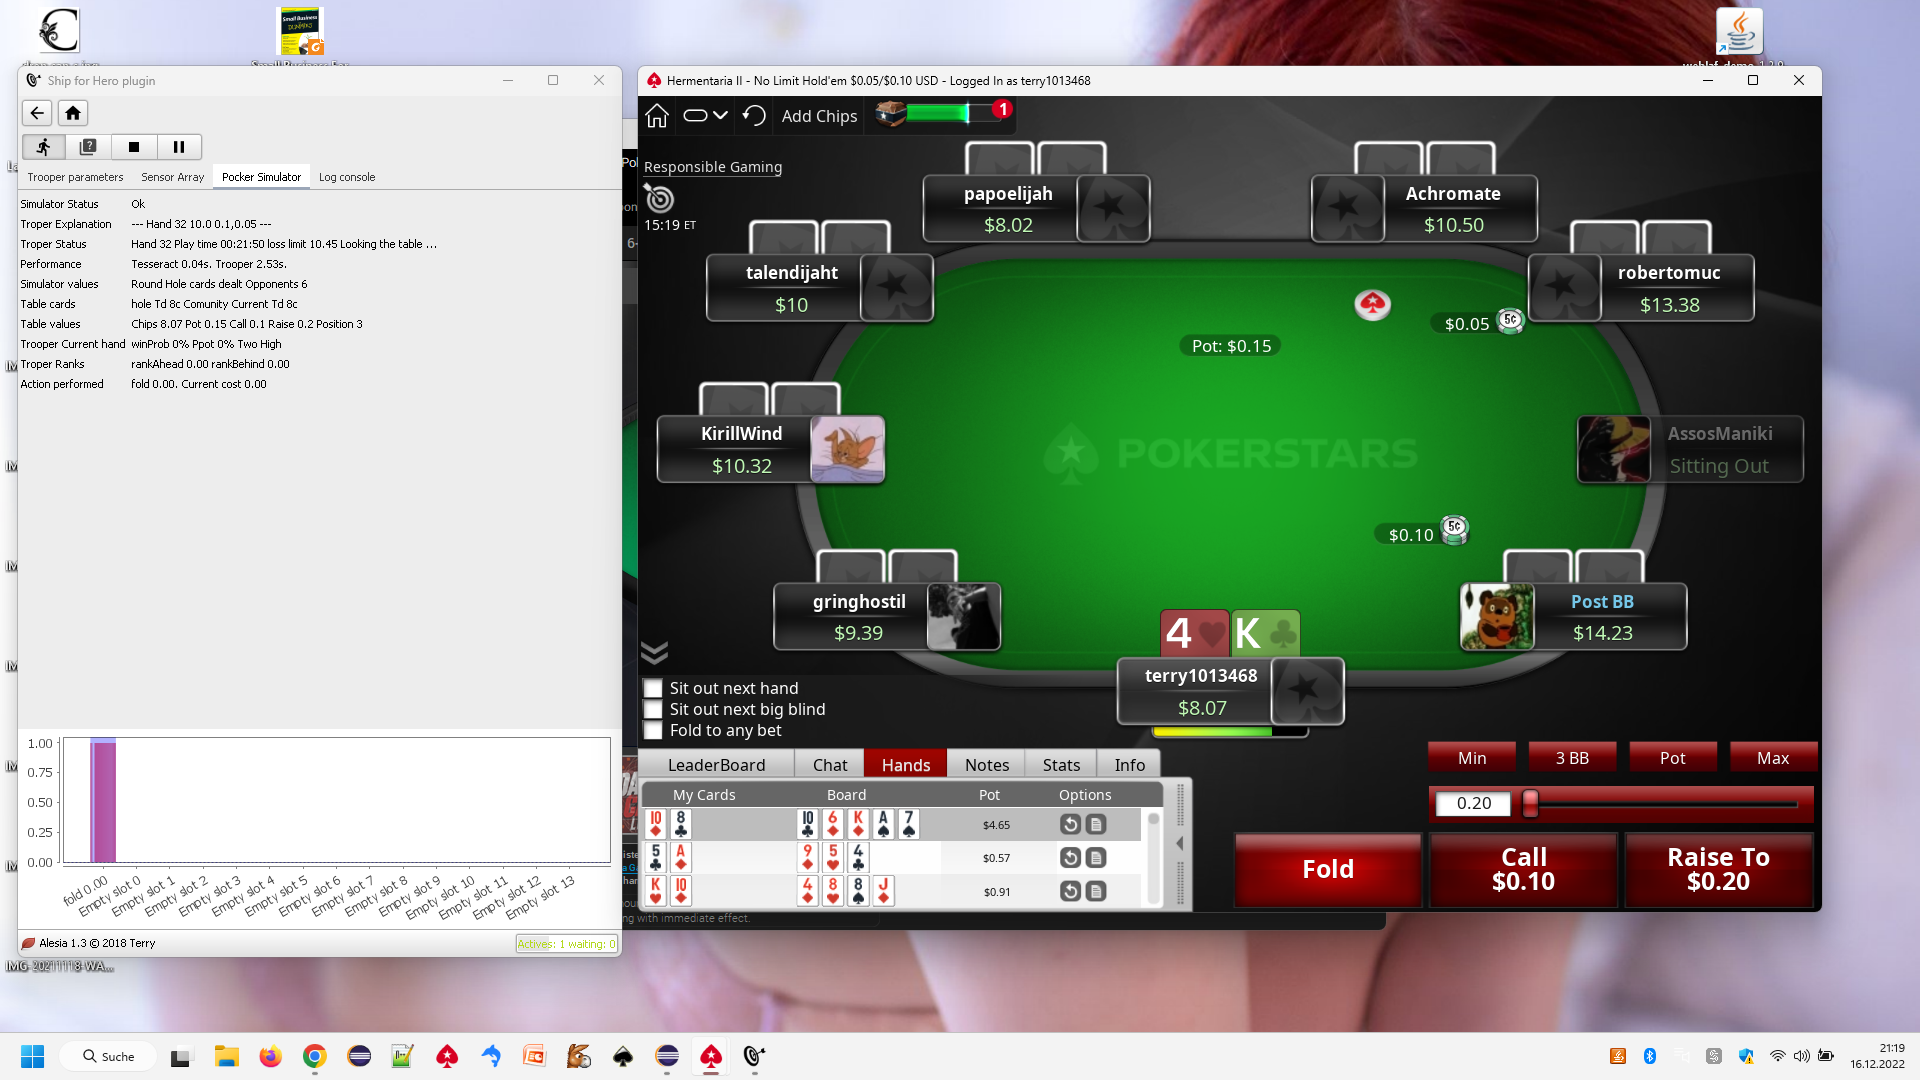 Ship for Hero plugin
Trooper parameters Sensor Array Pocker Simulator Log console
Simulator Status Ok
Troper Explanation --- Hand 32 10.0 0.1,0.05 ---
Troper Status Hand 32 Play time 00:21:50 loss limit 10.45 Looking the table ...
Performance Tesseract 0.04s. Trooper 2.53s.
Simulator values Round Hole cards dealt Opponents 6
Table cards hole Td 8c Comunity Current Td 8c
Table values Chips 8.07 Pot 0.15 Call 0.1 Raise 0.2 Position 3
Trooper Current hand winProb 0% Ppot 0% Two High
Troper Ranks rankAhead 0.00 rankBehind 0.00
Action performed fold 0.00. Current cost 0.00
1.00
0.75
0.50
0.25
0.00
fold 0.00 Empty slot 0 Empty slot 1 Empty slot 2 Empty slot 3 Empty slot 4 Empty slot 5 Empty slot 6 Empty slot 7 Empty slot 8 Empty slot 9 Empty slot 10 Empty slot 11 Empty slot 12 Empty slot 13
Alesia 1.3 © 2018 Terry
Actives: 1 waiting: 0
Hermentaria II - No Limit Hold'em $0.05/$0.10 USD - Logged In as terry1013468
Add Chips
1
Responsible Gaming
15:19 ET
papoelijah
$8.02
Achromate
$10.50
talendijaht
$10
robertomuc
$13.38
$0.05
5¢
Pot: $0.15
KirillWind
$10.32
POKERSTARS
AssosManiki
Sitting Out
$0.10
5¢
gringhostil
$9.39
4 K
Post BB
$14.23
terry1013468
$8.07
Sit out next hand
Sit out next big blind
Fold to any bet
LeaderBoard Chat Hands Notes Stats Info
My Cards Board Pot Options
10 8 10 6 K A 7 $4.65
5 A 9 5 4 $0.57
K 10 4 8 8 J $0.91
ng with immediate effect.
Min 3 BB Pot Max
0.20
Fold
Call
$0.10
Raise To
$0.20
IMG-20211118-WA...
Suche
21:19
16.12.2022